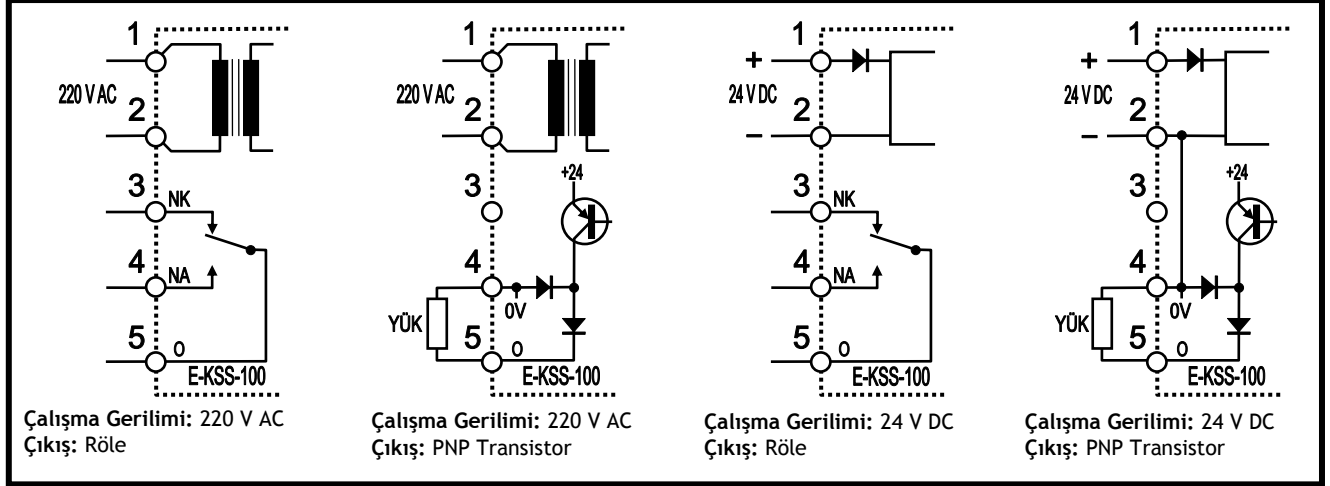 1
220 V AC
2
3
NK
4
NA
5
O
E-KSS-100
Çalışma Gerilimi: 220 V AC
Çıkış: Röle
1
220 V AC
2
3
+24
4
0V
YÜK
5
O
E-KSS-100
Çalışma Gerilimi: 220 V AC
Çıkış: PNP Transistor
1
+
24 V DC
2
−
3
NK
4
NA
5
O
E-KSS-100
Çalışma Gerilimi: 24 V DC
Çıkış: Röle
1
+
24 V DC
2
−
3
+24
4
0V
YÜK
5
O
E-KSS-100
Çalışma Gerilimi: 24 V DC
Çıkış: PNP Transistor